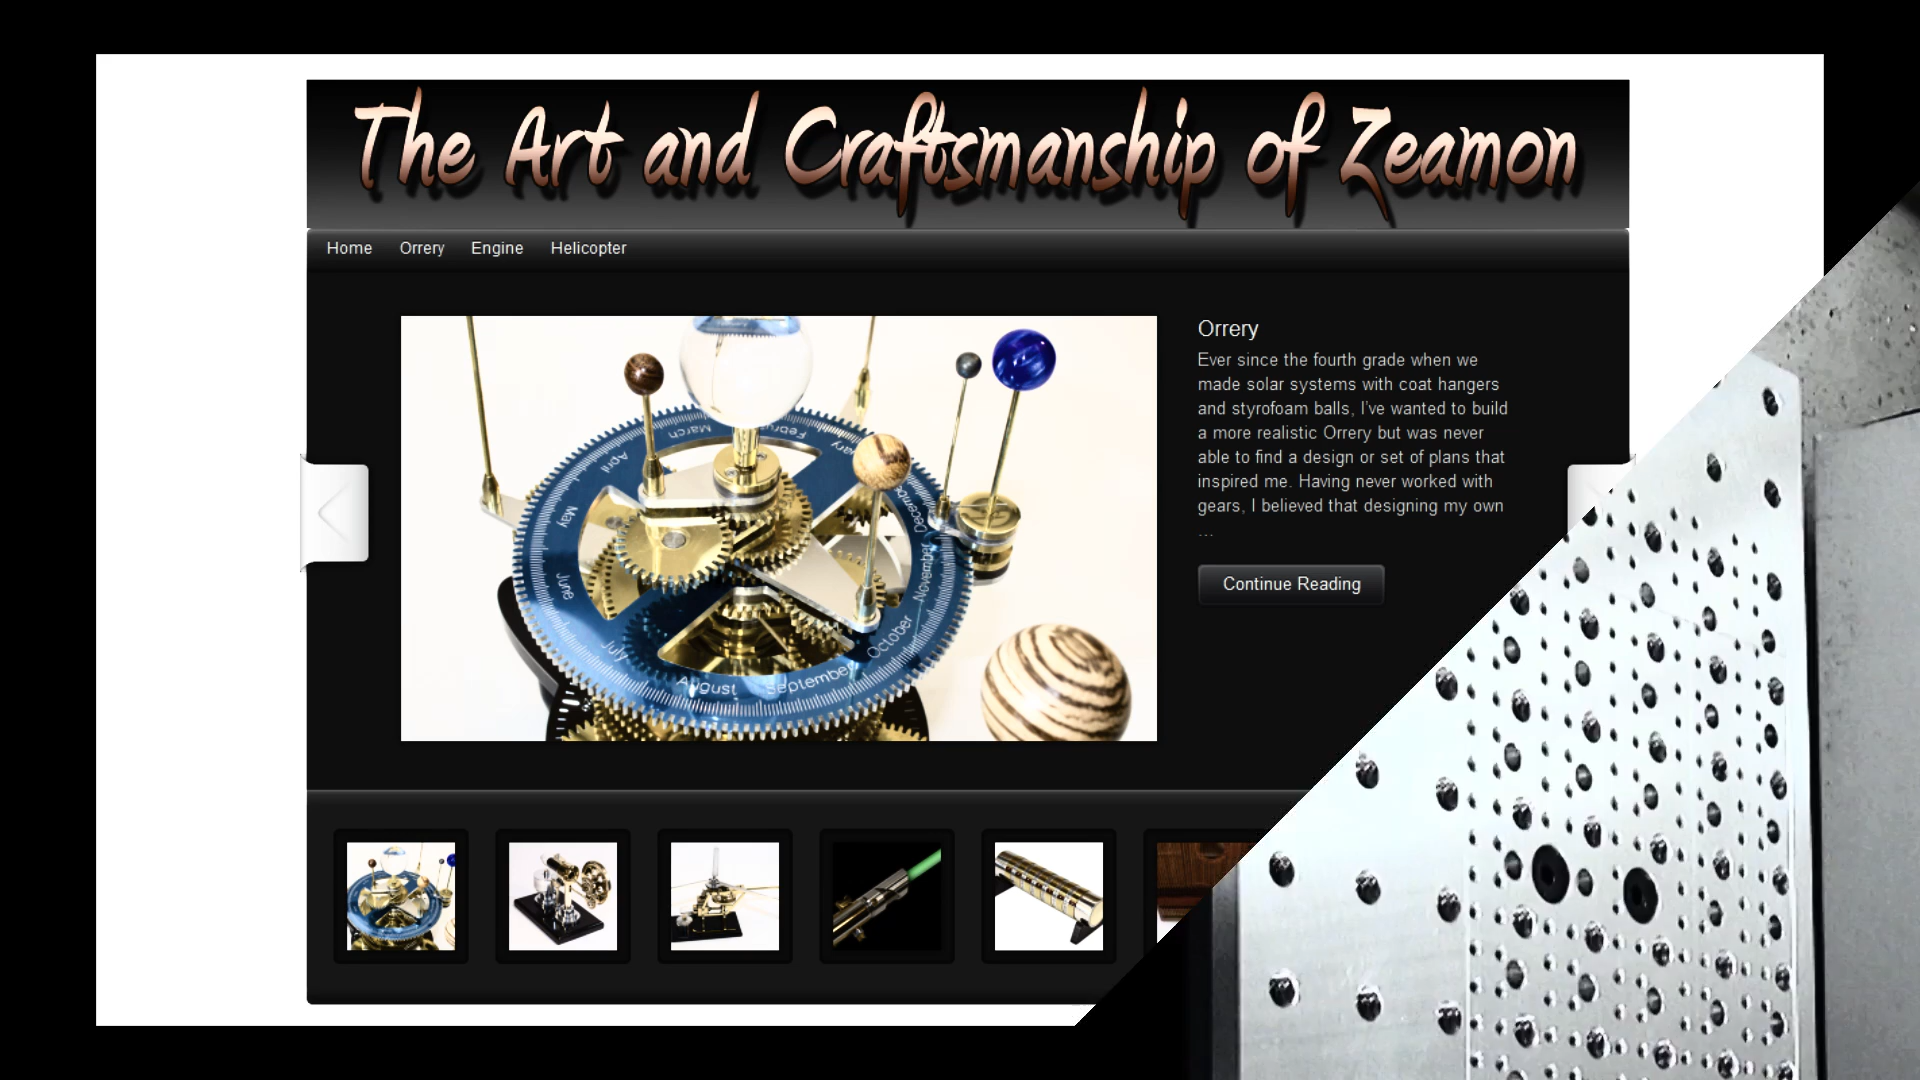 The Art and Craftsmanship of Zeamon
Home Orrery Engine Helicopter
Orrery
Ever since the fourth grade when we
made solar systems with coat hangers
and styrofoam balls, I've wanted to build
a more realistic Orrery but was never
able to find a design or set of plans that
inspired me. Having never worked with
gears, I believed that designing my own
...
Continue Reading
March
April
May
June
July
August
September
October
November